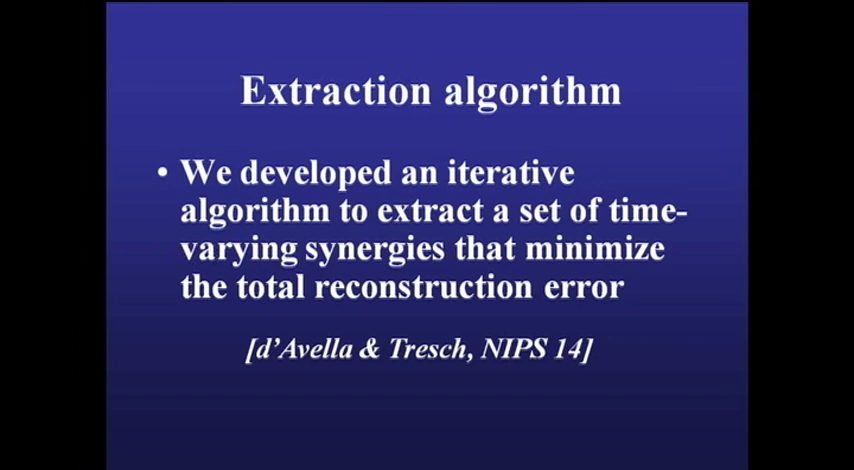 Extraction algorithm
• We developed an iterative
algorithm to extract a set of time-
varying synergies that minimize
the total reconstruction error
[d'Avella & Tresch, NIPS 14]